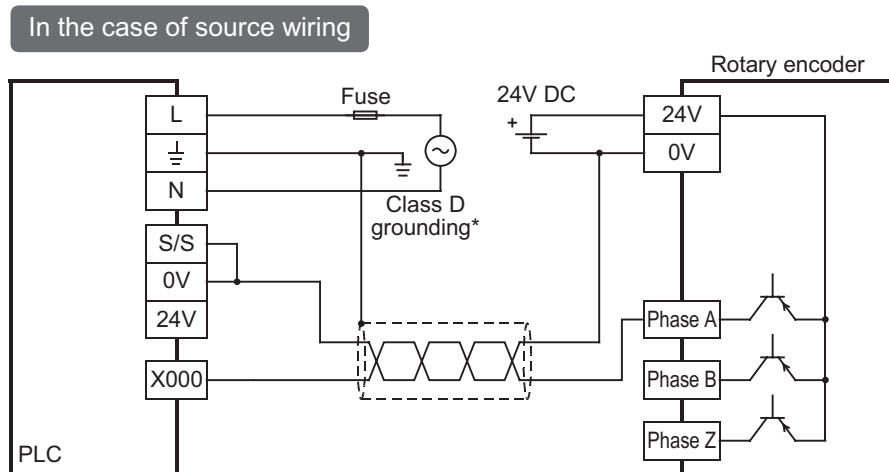 In the case of source wiring
Rotary encoder
L
Fuse
24V DC
+
24V
0V
N
Class D
grounding*
S/S
0V
24V
X000
Phase A
Phase B
Phase Z
PLC